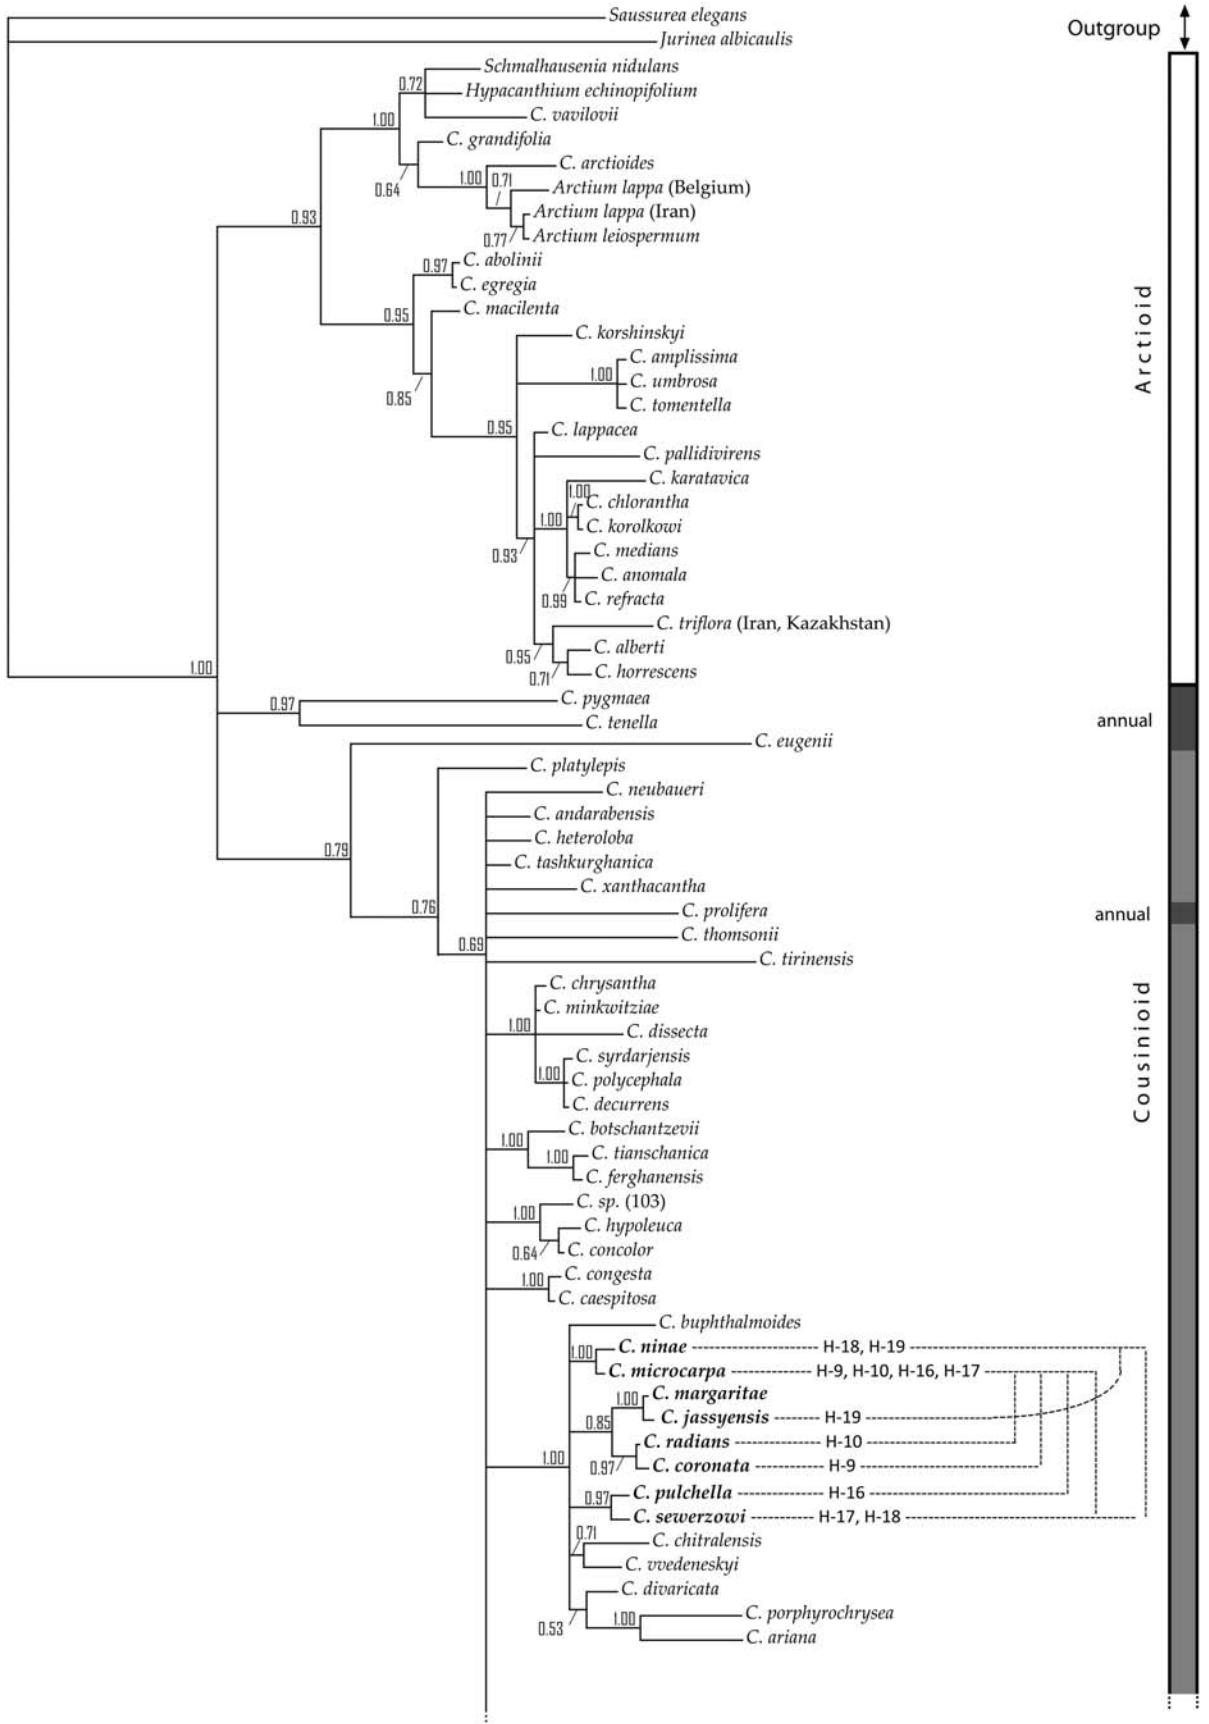 Saussurea elegans
Outgroup
Jurinea albicaulis
Schmalhausenia nidulans
0.72
Hypacanthium echinopifolium
C. vavilovii
1.00
C. grandifolia
C. arctioides
1.00 0.71
0.64
Arctium lappa (Belgium)
Arctium lappa (Iran)
0.93
0.77
Arctium leiospermum
C. abolinii
0.97
C. egregia
C. macilenta
0.95
Arctioid
C. korshinskyi
C. amplissima
1.00
C. umbrosa
0.85
C. tomentella
0.95
C. lappacea
C. pallidivirens
C. karatavica
1.00
C. chlorantha
1.00
C. korolkowi
0.93
C. medians
C. anomala
0.99
C. refracta
C. triflora (Iran, Kazakhstan)
C. alberti
0.95
1.00
C. horrescens
0.71
C. pygmaea
0.97
annual
C. tenella
C. eugenii
C. platylepis
C. neubaueri
C. andarabensis
C. heteroloba
0.79
C. tashkurghanica
C. xanthacantha
0.76
C. prolifera
annual
C. thomsonii
0.69
C. tirinensis
C. chrysantha
C. minkwitziae
1.00
C. dissecta
Cousinioid
C. syrdarjensis
1.00
C. polycephala
C. decurrens
C. botschantzevii
1.00
C. tianschanica
1.00
C. ferghanensis
C. sp. (103)
1.00
C. hypoleuca
0.64
C. concolor
C. congesta
1.00
C. caespitosa
C. buphthalmoides
C. ninae H-18, H-19
1.00
C. microcarpa H-9, H-10, H-16, H-17
C. margaritae
1.00
C. jassyensis H-19
0.85
C. radians H-10
1.00
0.97
C. coronata H-9
C. pulchella H-16
0.97
C. sewerzowi H-17, H-18
0.71
C. chitralensis
C. vvedeneskyi
C. divaricata
C. porphyrochrysea
0.53
1.00
C. ariana